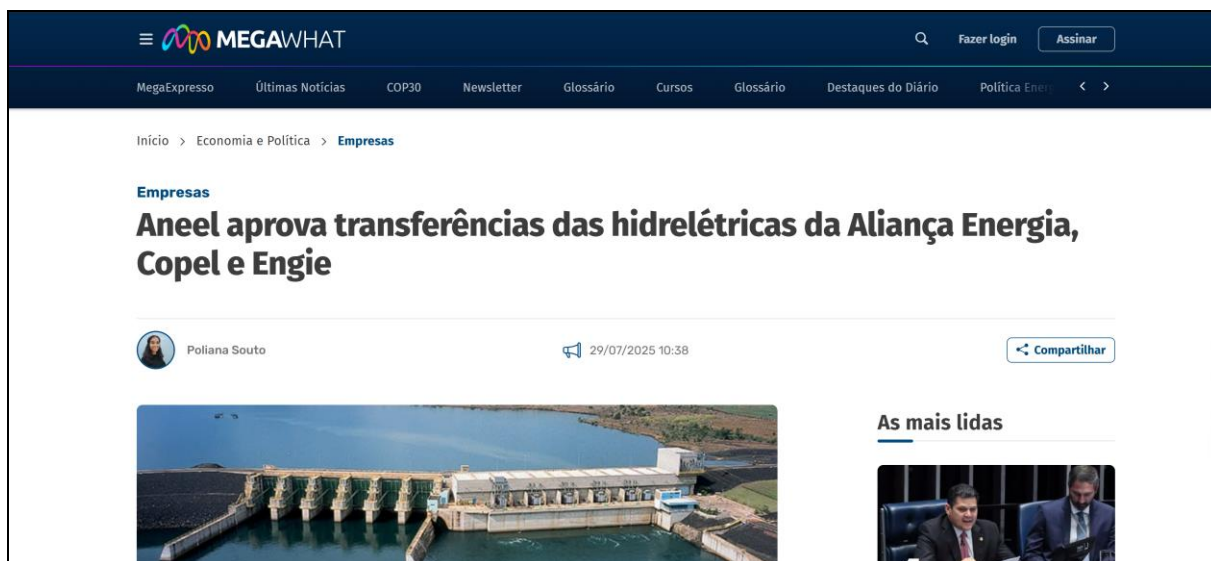 MEGAWHAT
Fazer login
Assinar
MegaExpresso
Últimas Notícias
COP30
Newsletter
Glossário
Cursos
Glossário
Destaques do Diário
Política
Início > Economia e Política > Empresas
Empresas
Aneel aprova transferências das hidrelétricas da Aliança Energia,
Copel e Engie
Poliana Souto
29/07/2025 10:38
Compartilhar
As mais lidas